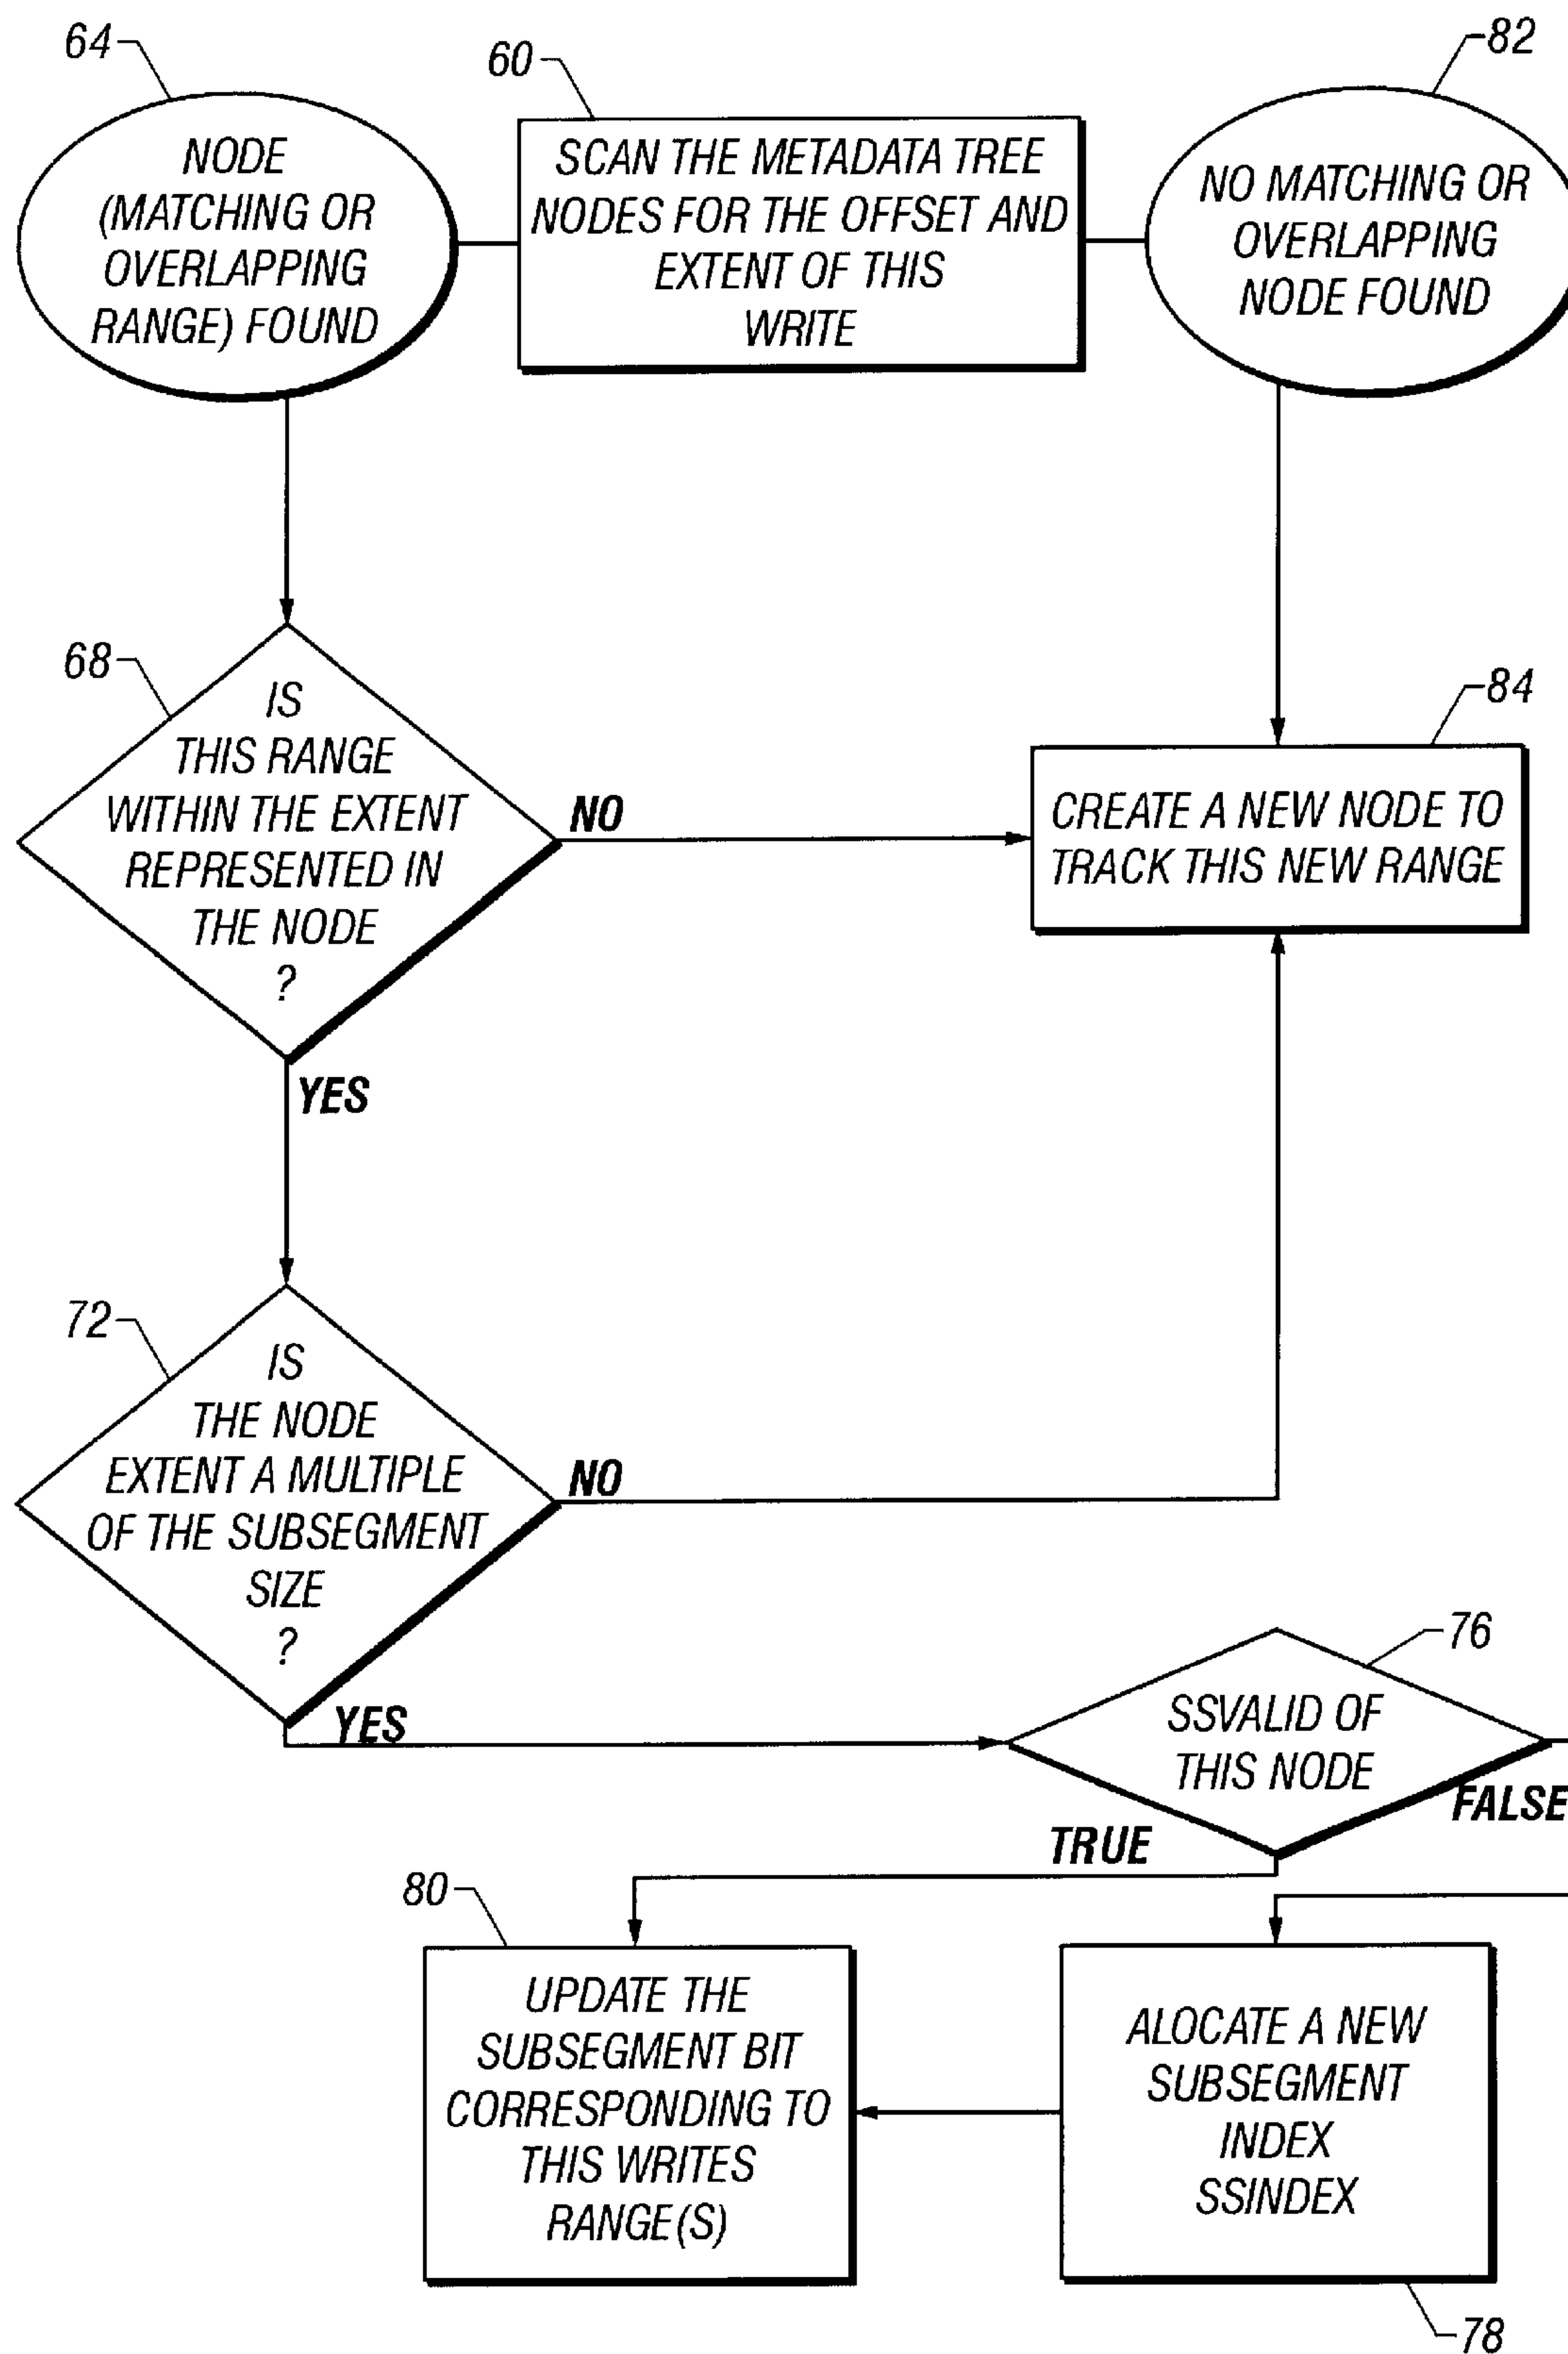 64
60
82
NODE
(MATCHING OR
OVERLAPPING
RANGE) FOUND
SCAN THE METADATA TREE
NODES FOR THE OFFSET AND
EXTENT OF THIS
WRITE
NO MATCHING OR
OVERLAPPING
NODE FOUND
68
IS
THIS RANGE
WITHIN THE EXTENT
REPRESENTED IN
THE NODE
?
NO
YES
84
CREATE A NEW NODE TO
TRACK THIS NEW RANGE
72
IS
THE NODE
EXTENT A MULTIPLE
OF THE SUBSEGMENT
SIZE
?
NO
YES
76
SSVALID OF
THIS NODE
FALSE
TRUE
80
UPDATE THE
SUBSEGMENT BIT
CORRESPONDING TO
THIS WRITES
RANGE(S)
ALOCATE A NEW
SUBSEGMENT
INDEX
SSINDEX
78